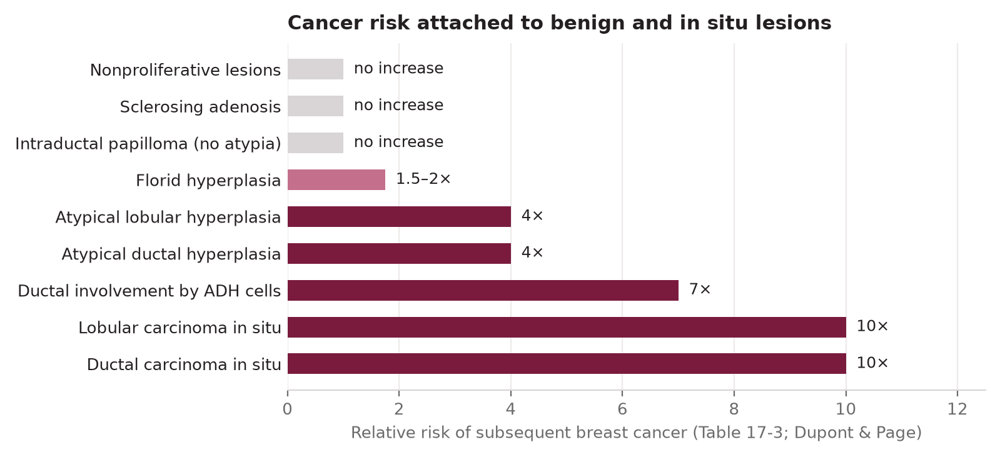 Cancer risk attached to benign and in situ lesions
Nonproliferative lesions no increase
Sclerosing adenosis no increase
Intraductal papilloma (no atypia) no increase
Florid hyperplasia 1.5–2×
Atypical lobular hyperplasia 4×
Atypical ductal hyperplasia 4×
Ductal involvement by ADH cells 7×
Lobular carcinoma in situ 10×
Ductal carcinoma in situ 10×
0 2 4 6 8 10 12
Relative risk of subsequent breast cancer (Table 17-3; Dupont & Page)